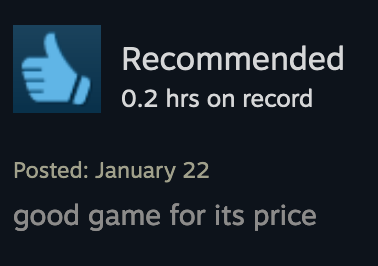 Recommended
0.2 hrs on record
Posted: January 22
good game for its price